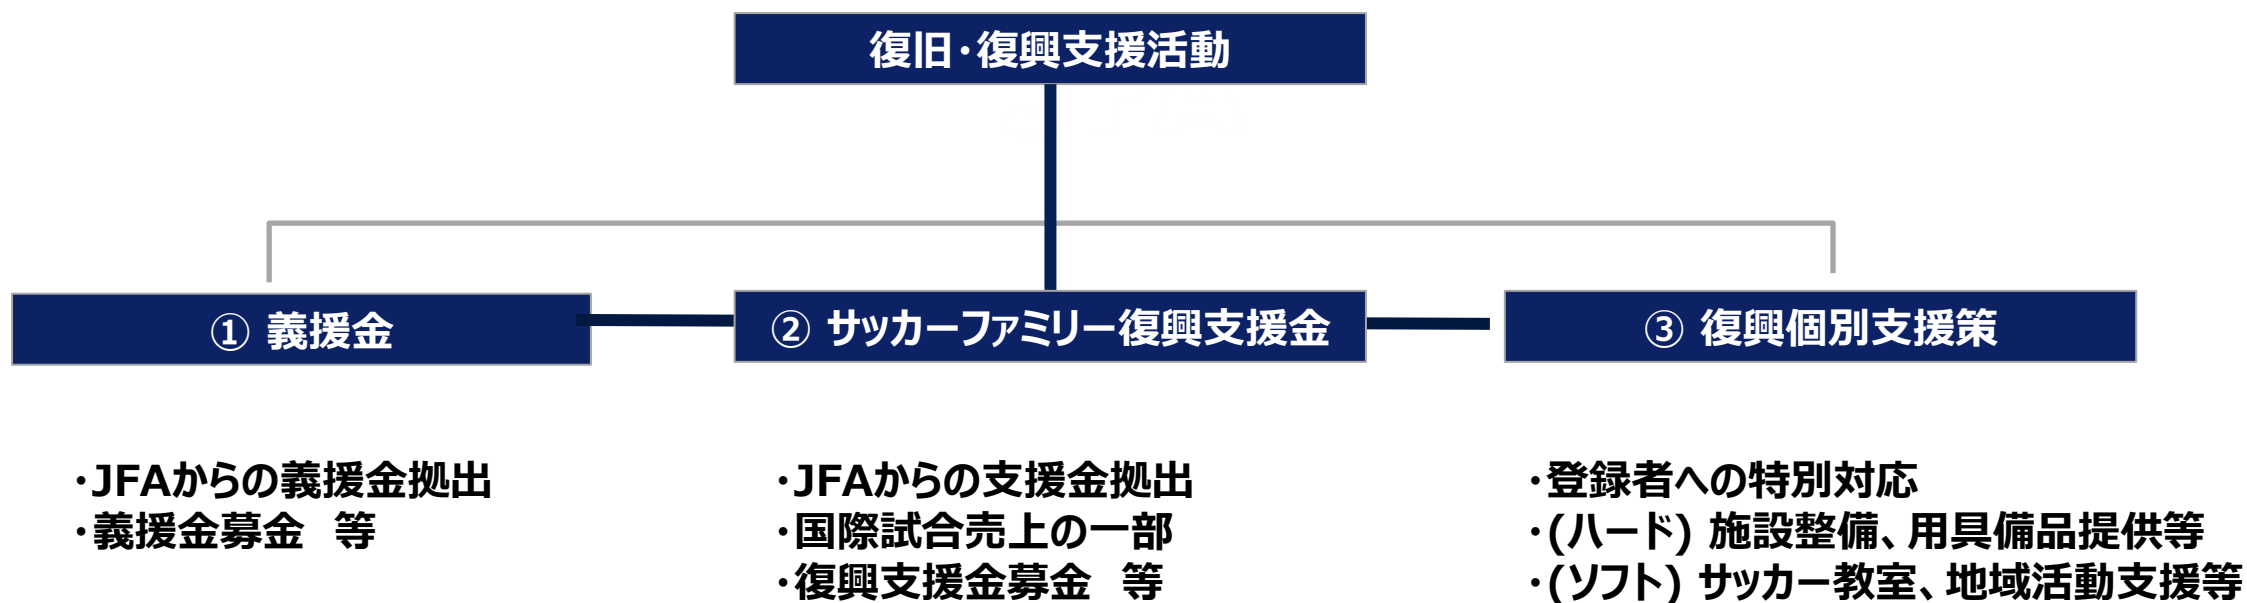 復旧・復興支援活動
① 義援金
② サッカーファミリー復興支援金
③ 復興個別支援策
・JFAからの義援金拠出
・義援金募金 等
・JFAからの支援金拠出
・国際試合売上の一部
・復興支援金募金 等
・登録者への特別対応
・(ハード) 施設整備、用具備品提供等
・(ソフト) サッカー教室、地域活動支援等